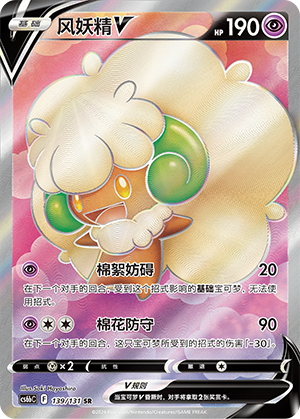 基础 风妖精V HP 190
棉絮妨碍 20
在下一个对手的回合，受到这个招式影响的基础宝可梦，无法使
用招式。
棉花防守 90
在下一个对手的回合，这只宝可梦所受到招式的伤害「-30」。
弱点 ×2 抵抗力 撤退
Illus. Saki Hayashiro
CS6bC F 139/131 SR
V规则
当宝可梦V昏厥时，对手将拿取2张奖赏卡。